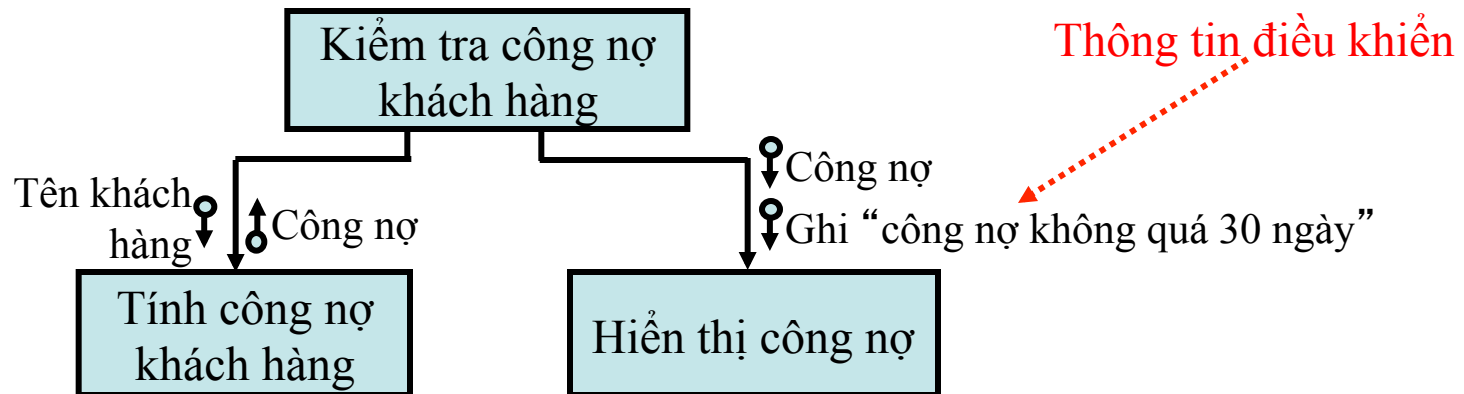 Kiểm tra công nợ
khách hàng
Thông tin điều khiển
Tên khách
hàng
Công nợ
Công nợ
Ghi “công nợ không quá 30 ngày”
Tính công nợ
khách hàng
Hiển thị công nợ